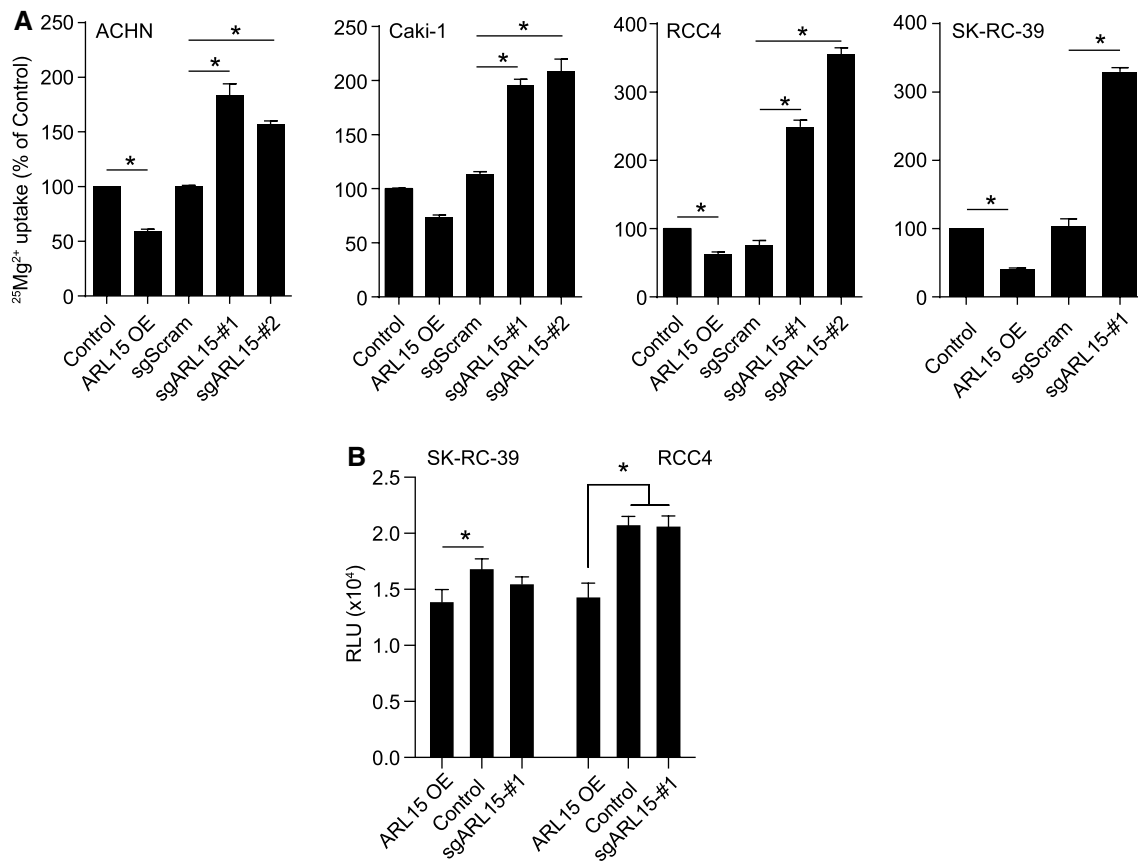 A
ACHN
²⁵Mg²⁺ uptake (% of Control)
250
200
150
100
50
0
Control
ARL15 OE
sgScram
sgARL15-#1
sgARL15-#2
*
*
*
Caki-1
250
200
150
100
50
0
Control
ARL15 OE
sgScram
sgARL15-#1
sgARL15-#2
*
*
RCC4
400
300
200
100
0
Control
ARL15 OE
sgScram
sgARL15-#1
sgARL15-#2
*
*
*
SK-RC-39
400
300
200
100
0
Control
ARL15 OE
sgScram
sgARL15-#1
*
*
B
SK-RC-39
RCC4
RLU (x10⁴)
2.5
2.0
1.5
1.0
0.5
0.0
*
*
ARL15 OE
Control
sgARL15-#1
ARL15 OE
Control
sgARL15-#1